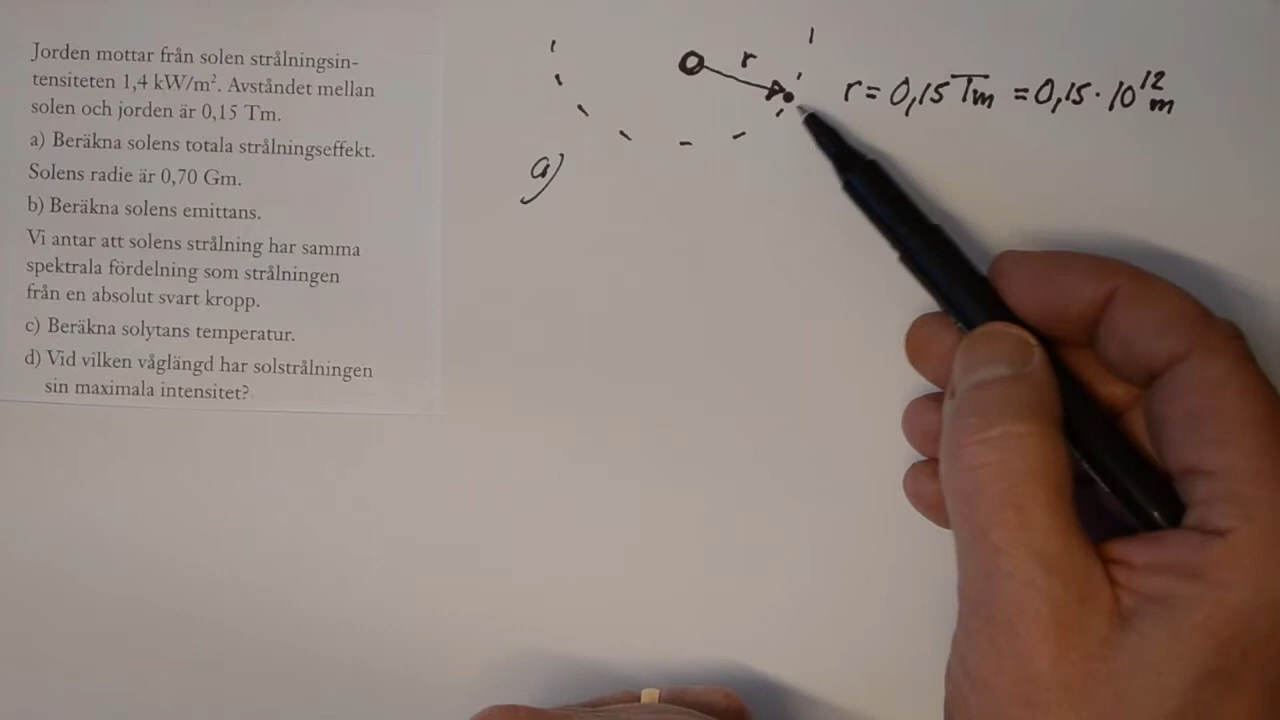 Jorden mottar från solen strålningsin-
tensiteten 1,4 kW/m². Avståndet mellan
solen och jorden är 0,15 Tm.
a) Beräkna solens totala strålningseffekt.
Solens radie är 0,70 Gm.
b) Beräkna solens emittans.
Vi antar att solens strålning har samma
spektrala fördelning som strålningen
från en absolut svart kropp.
c) Beräkna solytans temperatur.
d) Vid vilken våglängd har solstrålningen
sin maximala intensitet?
r
r = 0,15 Tm = 0,15 · 10¹² m
a)